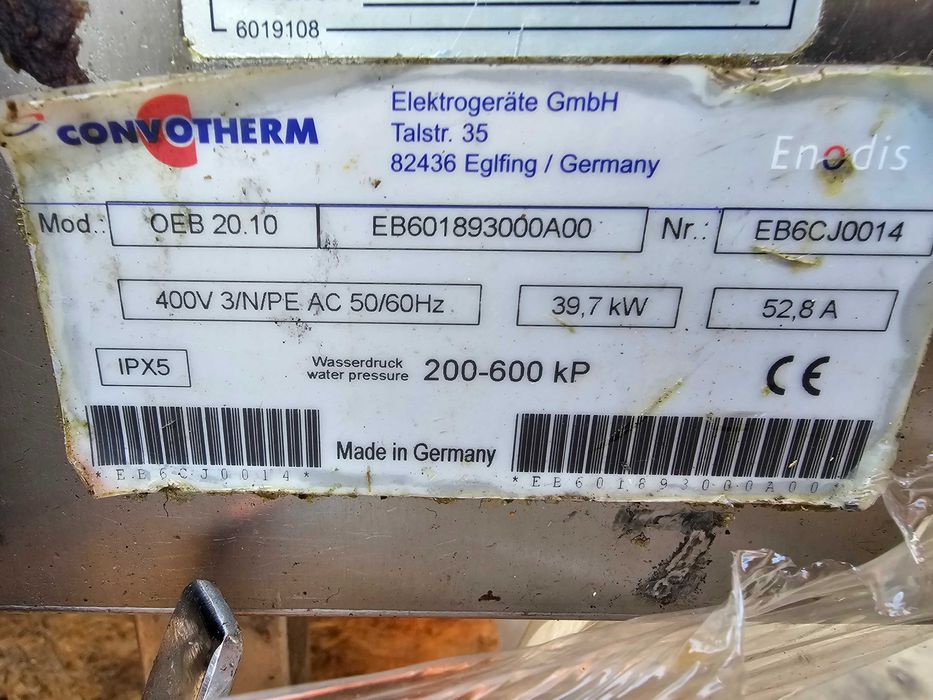 6019108
CONVOTHERM
Elektrogeräte GmbH
Talstr. 35
82436 Eglfing / Germany
Enodis
Mod.: OEB 20.10 EB601893000A00 Nr.: EB6CJ0014
400V 3/N/PE AC 50/60Hz 39,7 kW 52,8 A
IPX5 Wasserdruck
water pressure 200-600 kP CE
Made in Germany
*EB6CJ0014* *EB601893000A00*